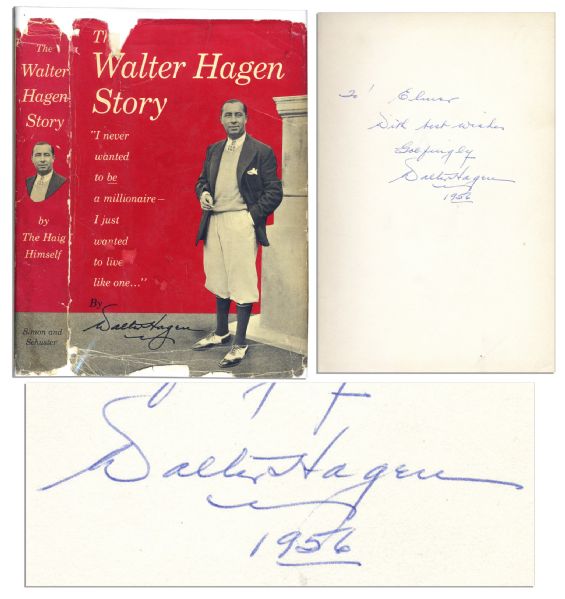 The
Walter
Hagen
Story
by
The Haig
Himself
Simon and
Schuster
The
Walter Hagen
Story
"I never
wanted
to be
a millionaire—
I just
wanted
to live
like one..."
By
Walter Hagen
To! Elmer
With best wishes
Golfingly
Walter Hagen
1956
Walter Hagen
1956